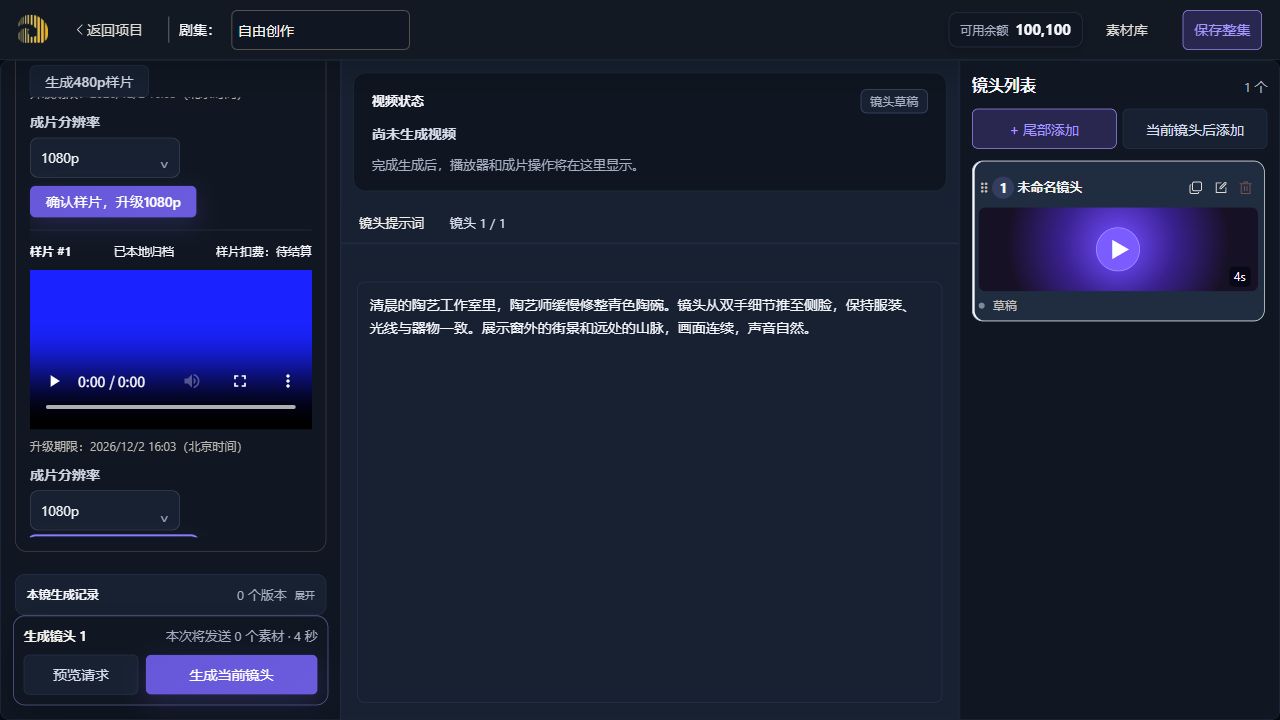 返回项目
剧集：
自由创作
可用余额 100,100
素材库
保存整集
生成480p样片
成片分辨率
1080p
确认样片，升级1080p
样片 #1 已本地归档 样片扣费：待结算
0:00 / 0:00
升级期限：2026/12/2 16:03（北京时间）
成片分辨率
1080p
本镜生成记录 0 个版本 展开
生成镜头 1 本次将发送 0 个素材 · 4 秒
预览请求 生成当前镜头
视频状态 镜头草稿
尚未生成视频
完成生成后，播放器和成片操作将在这里显示。
镜头提示词 镜头 1 / 1
清晨的陶艺工作室里，陶艺师缓慢修整青色陶碗。镜头从双手细节推至侧脸，保持服装、
光线与器物一致。展示窗外的街景和远处的山脉，画面连续，声音自然。
镜头列表 1 个
+ 尾部添加 当前镜头后添加
1 未命名镜头
4s
草稿